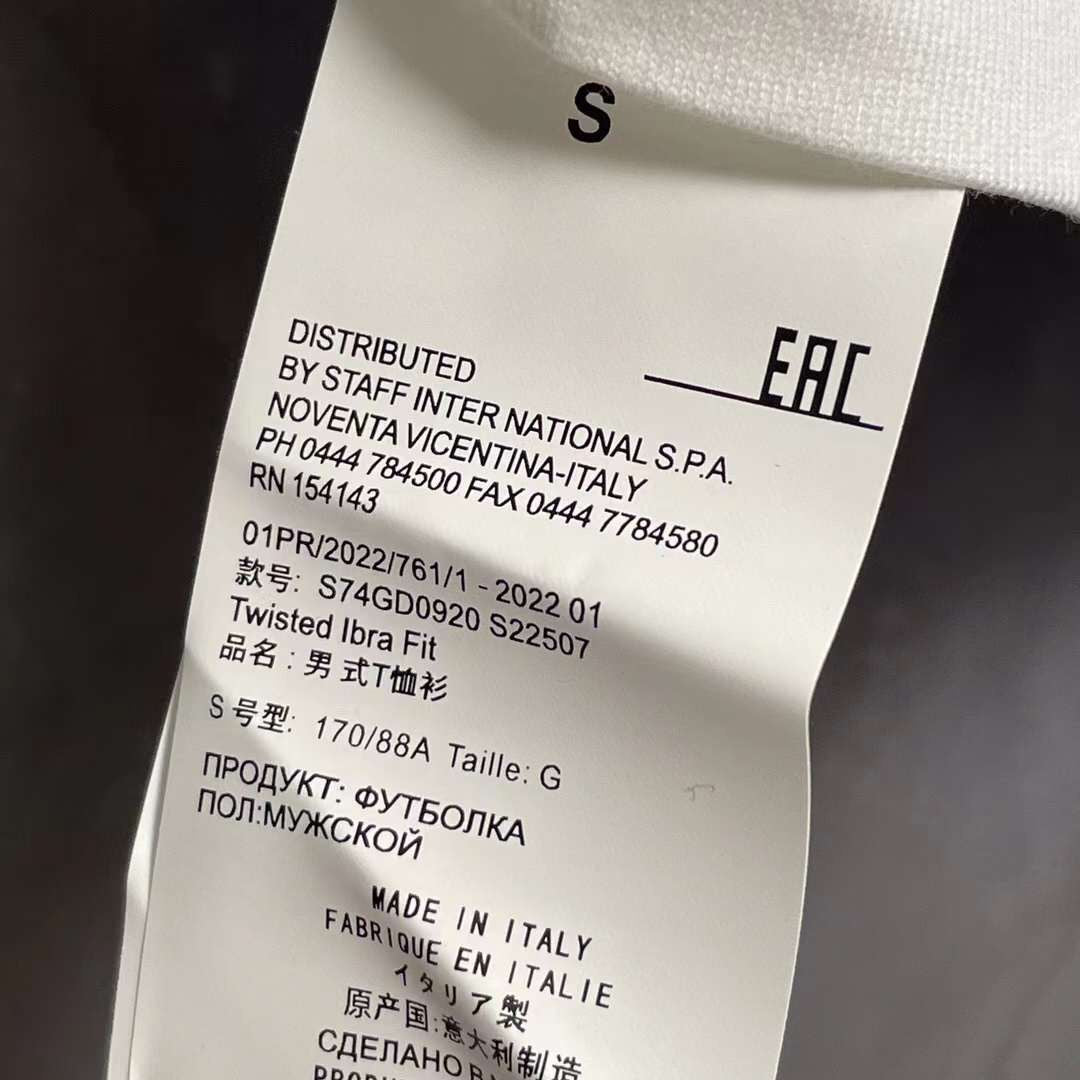 S
EAC
DISTRIBUTED
BY STAFF INTER NATIONAL S.P.A.
NOVENTA VICENTINA-ITALY
PH 0444 784500 FAX 0444 7784580
RN 154143
01PR/2022/761/1 - 2022 01
款号: S74GD0920 S22507
Twisted Ibra Fit
品名:男式T恤衫
S号型: 170/88A Taille: G
ПРОДУКТ: ФУТБОЛКА
ПОЛ:МУЖСКОЙ
MADE IN ITALY
FABRIQUE EN ITALIE
イタリア製
原产国:意大利制造
СДЕЛАНО В